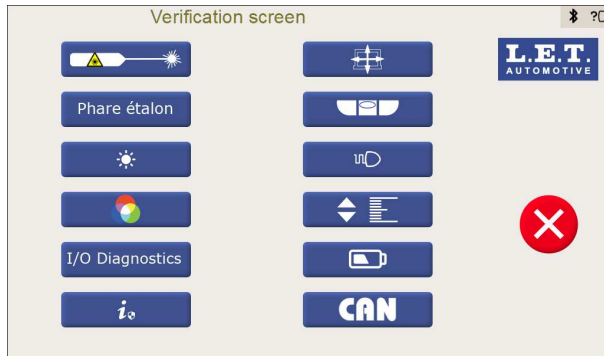 Verification screen
?
L.E.T.
AUTOMOTIVE
Phare étalon
I/O Diagnostics
i
CAN